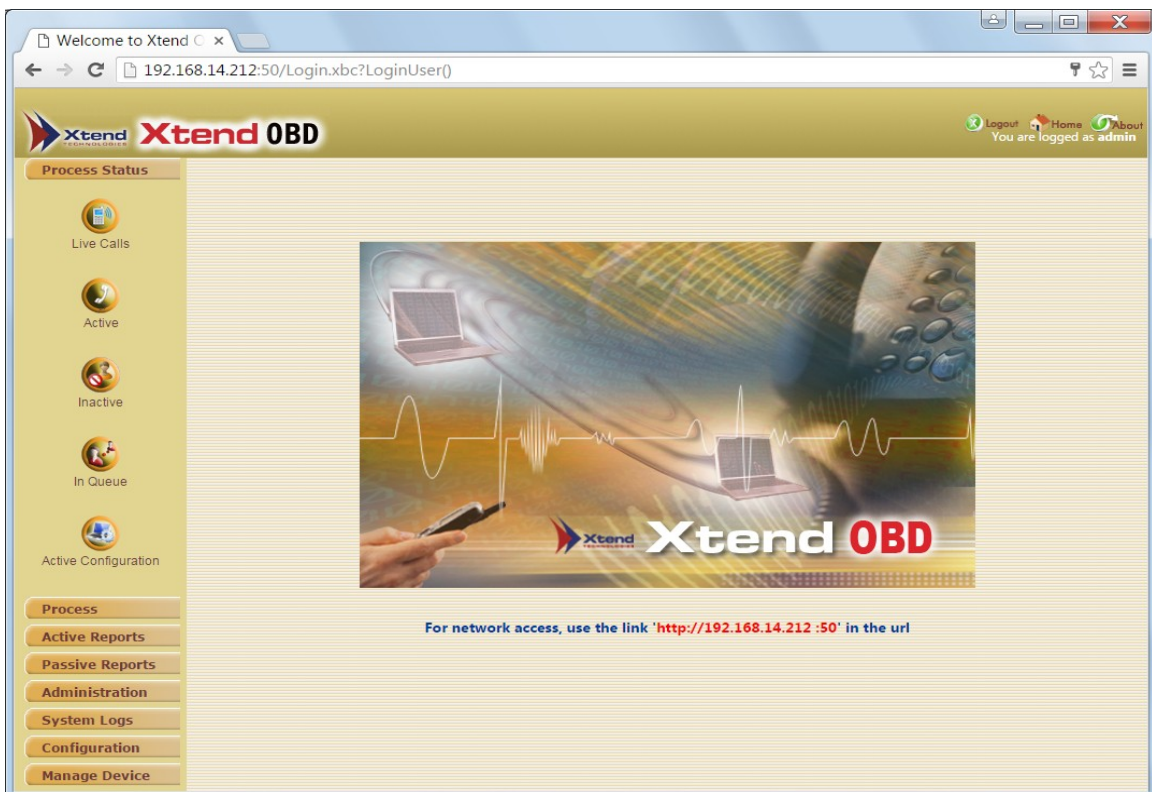 Welcome to Xtend O
192.168.14.212:50/Login.xbc?LoginUser()
Xtend TECHNOLOGIES Xtend OBD
Logout Home About
You are logged as admin
Process Status
Live Calls
Active
Inactive
In Queue
Active Configuration
Process
Active Reports
Passive Reports
Administration
System Logs
Configuration
Manage Device
Xtend TECHNOLOGIES Xtend OBD
For network access, use the link 'http://192.168.14.212 :50' in the url